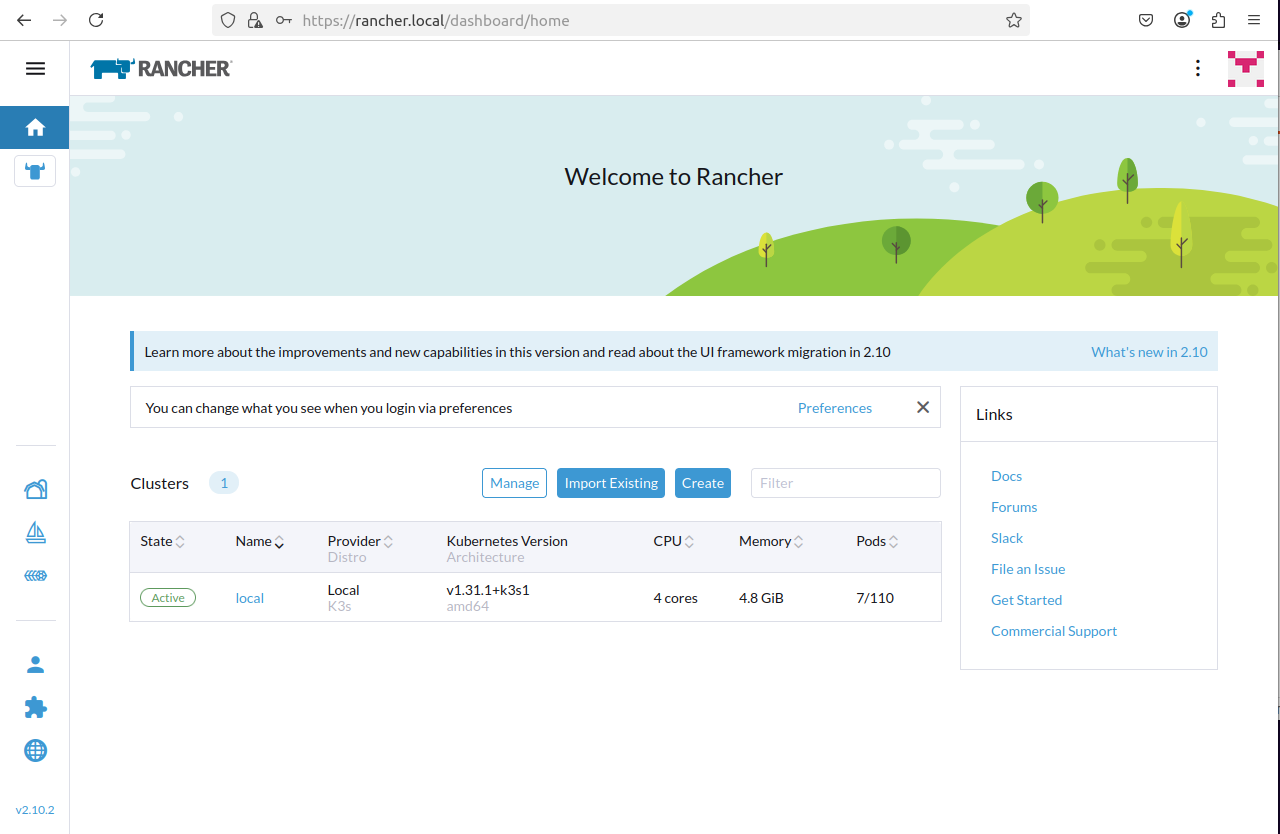 https://rancher.local/dashboard/home
RANCHER
Welcome to Rancher
Learn more about the improvements and new capabilities in this version and read about the UI framework migration in 2.10
What's new in 2.10
You can change what you see when you login via preferences
Preferences
Links
Docs
Forums
Slack
File an Issue
Get Started
Commercial Support
Clusters 1
Manage Import Existing Create Filter
State Name Provider Kubernetes Version CPU Memory Pods
Distro Architecture
Active local Local v1.31.1+k3s1 4 cores 4.8 GiB 7/110
K3s amd64
v2.10.2